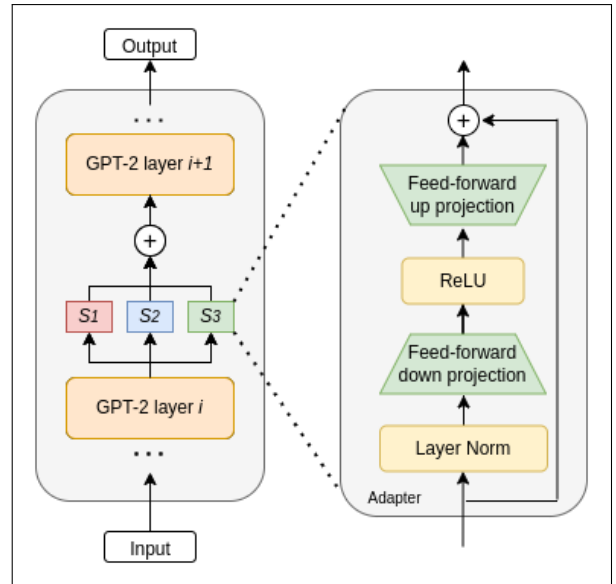 Output
...
GPT-2 layer i+1
+
S1 S2 S3
GPT-2 layer i
...
Input
+
Feed-forward
up projection
ReLU
Feed-forward
down projection
Layer Norm
Adapter